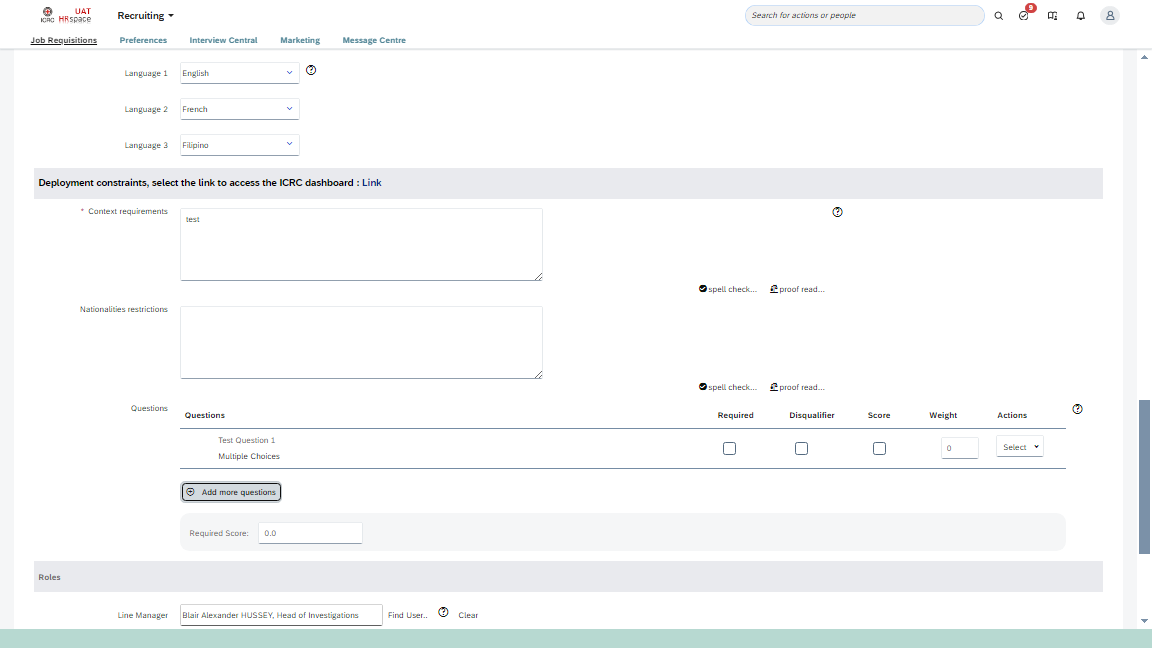 ICRC UAT HRspace Recruiting Search for actions or people 9
Job Requisitions Preferences Interview Central Marketing Message Centre
Language 1 English
Language 2 French
Language 3 Filipino
Deployment constraints, select the link to access the ICRC dashboard : Link
* Context requirements test
spell check... proof read...
Nationalities restrictions
spell check... proof read...
Questions Questions Required Disqualifier Score Weight Actions
Test Question 1
Multiple Choices 0 Select
Add more questions
Required Score: 0.0
Roles
Line Manager Blair Alexander HUSSEY, Head of Investigations Find User... Clear